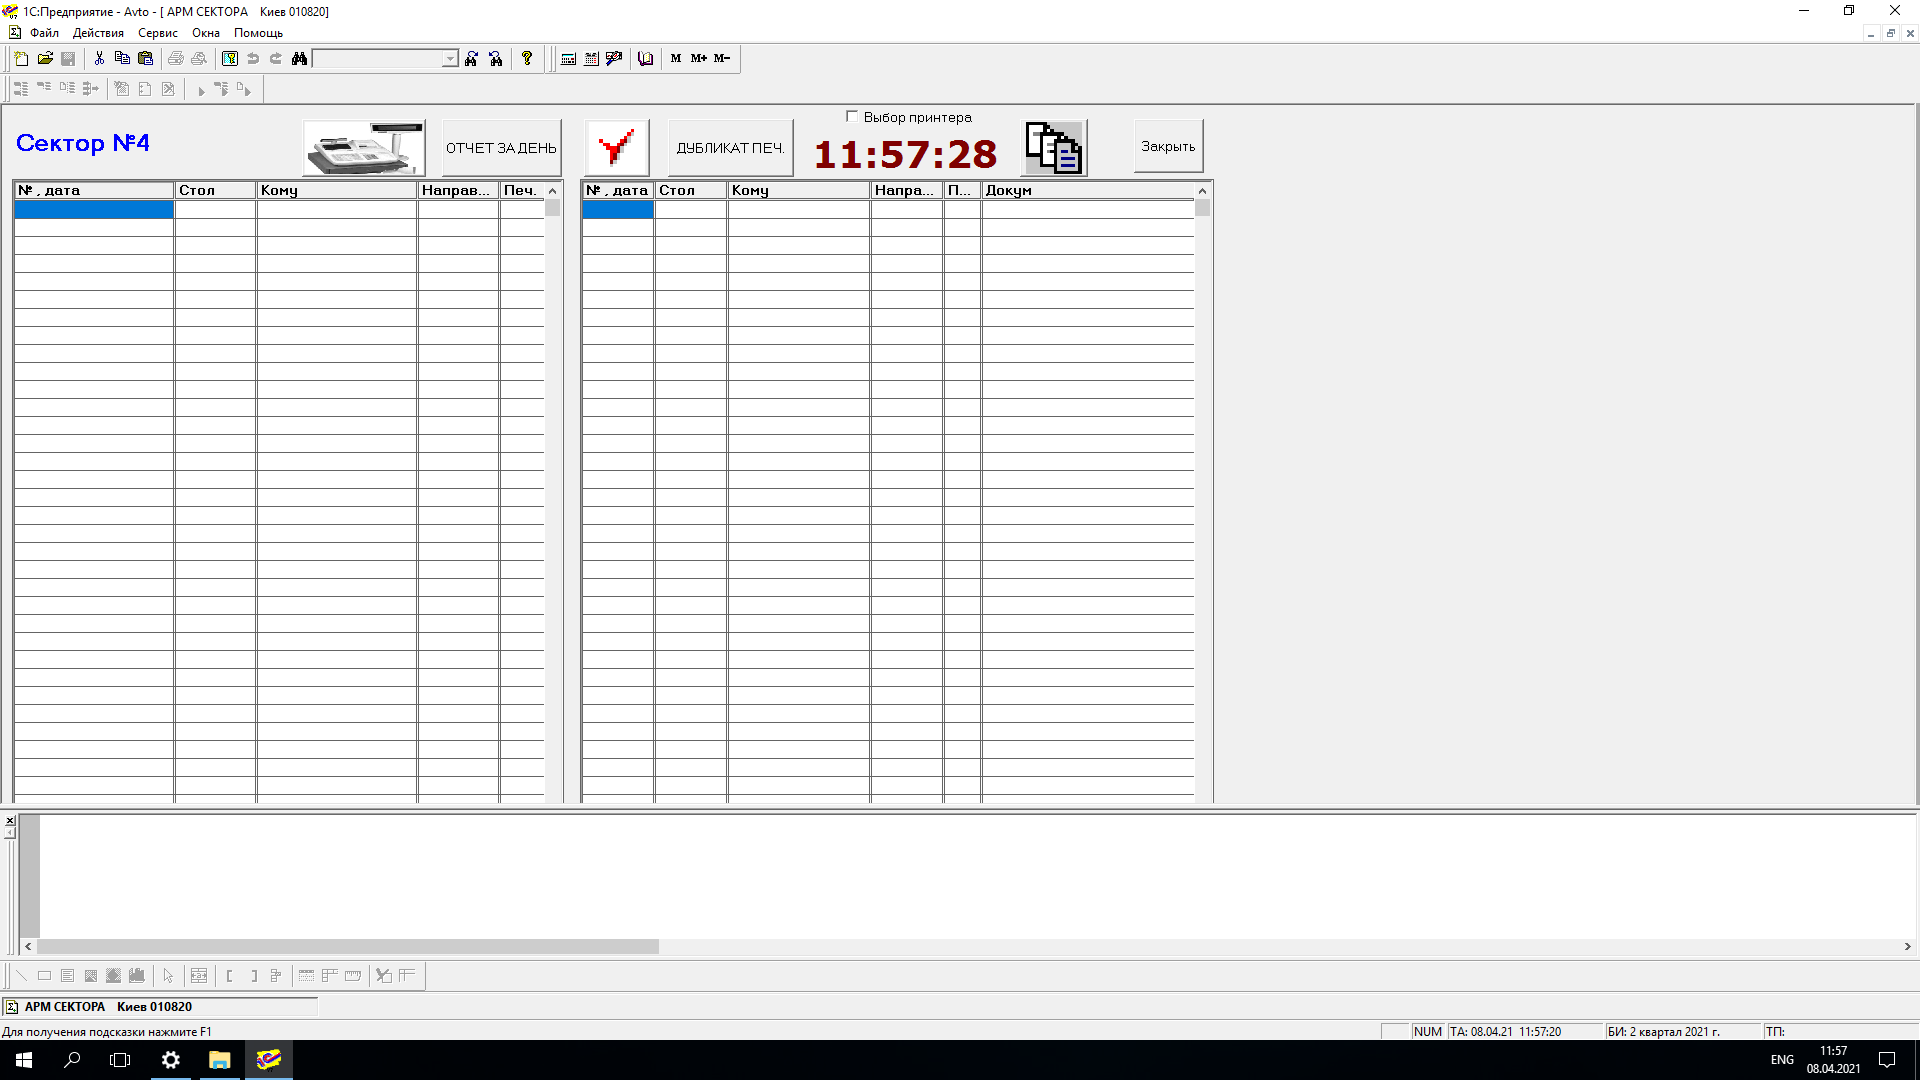 1С:Предприятие - Avto - [ АРМ СЕКТОРА    Киев 010820]
Файл Действия Сервис Окна Помощь
M M+ M-
Выбор принтера
Сектор №4
ОТЧЕТ ЗА ДЕНЬ
ДУБЛИКАТ ПЕЧ.
11:57:28
Закрыть
№ , дата Стол Кому Направ... Печ.
№ , дата Стол Кому Напра... П... Докум
АРМ СЕКТОРА    Киев 010820
Для получения подсказки нажмите F1
NUM ТА: 08.04.21 11:57:20 БИ: 2 квартал 2021 г. ТП:
ENG
11:57
08.04.2021